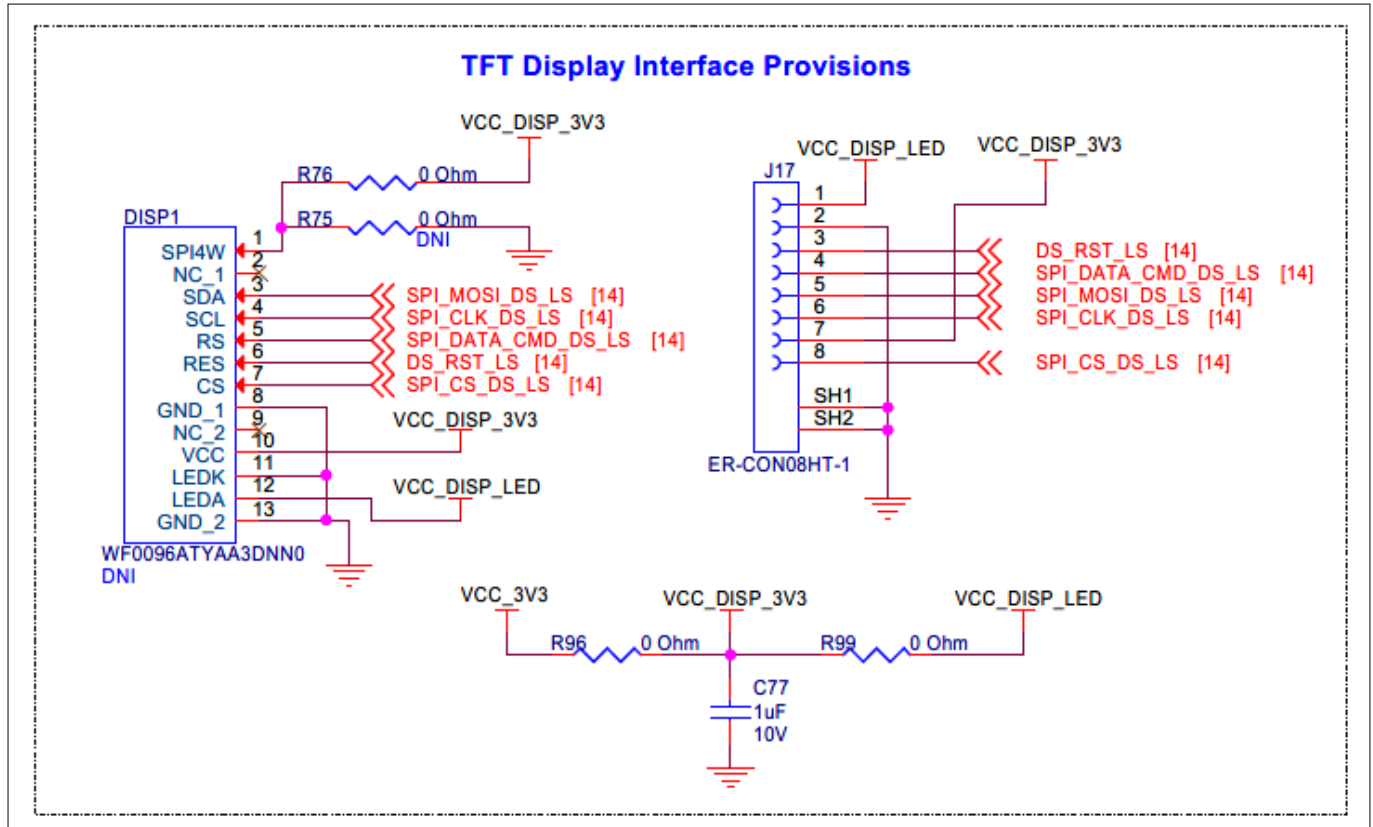 TFT Display Interface Provisions
VCC_DISP_3V3
R76 0 Ohm
R75 0 Ohm
DNI
DISP1
SPI4W 1
NC_1 2
SDA 3 SPI_MOSI_DS_LS [14]
SCL 4 SPI_CLK_DS_LS [14]
RS 5 SPI_DATA_CMD_DS_LS [14]
RES 6 DS_RST_LS [14]
CS 7 SPI_CS_DS_LS [14]
GND_1 8
NC_2 9
VCC 10 VCC_DISP_3V3
LEDK 11
LEDA 12 VCC_DISP_LED
GND_2 13
WF0096ATYAA3DNN0
DNI
VCC_DISP_LED VCC_DISP_3V3
J17
1
2
3 DS_RST_LS [14]
4 SPI_DATA_CMD_DS_LS [14]
5 SPI_MOSI_DS_LS [14]
6 SPI_CLK_DS_LS [14]
7
8 SPI_CS_DS_LS [14]
SH1
SH2
ER-CON08HT-1
VCC_3V3 VCC_DISP_3V3 VCC_DISP_LED
R96 0 Ohm R99 0 Ohm
C77
1uF
10V